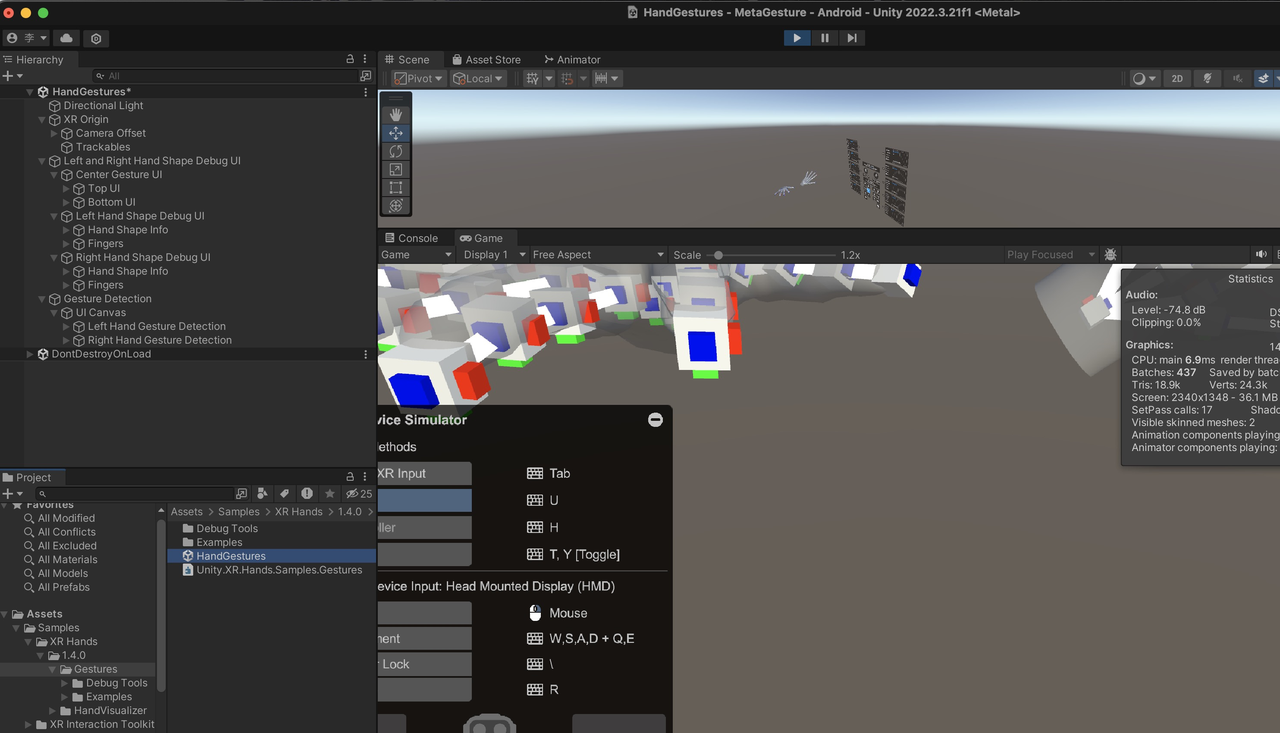 HandGestures - MetaGesture - Android - Unity 2022.3.21f1 <Metal>
李
Hierarchy
All
HandGestures*
Directional Light
XR Origin
Camera Offset
Trackables
Left and Right Hand Shape Debug UI
Center Gesture UI
Top UI
Bottom UI
Left Hand Shape Debug UI
Hand Shape Info
Fingers
Right Hand Shape Debug UI
Hand Shape Info
Fingers
Gesture Detection
UI Canvas
Left Hand Gesture Detection
Right Hand Gesture Detection
DontDestroyOnLoad
Scene Asset Store Animator
Pivot Local 2D
Console Game
Game Display 1 Free Aspect Scale 1.2x Play Focused
Statistics
Audio:
Level: -74.8 dB DS
Clipping: 0.0% St
Graphics: 14
CPU: main 6.9ms render threa
Batches: 437 Saved by batc
Tris: 18.9k Verts: 24.3k
Screen: 2340x1348 - 36.1 MB
SetPass calls: 17 Shado
Visible skinned meshes: 2
Animation components playing:
Animator components playing:
vice Simulator
ethods
XR Input Tab
U
ller H
T, Y [Toggle]
evice Input: Head Mounted Display (HMD)
Mouse
nent W,S,A,D + Q,E
r Lock \
R
Project
25
Favorites
All Modified
All Conflicts
All Excluded
All Materials
All Models
All Prefabs
Assets
Samples
XR Hands
1.4.0
Gestures
Debug Tools
Examples
HandVisualizer
XR Interaction Toolkit
Assets > Samples > XR Hands > 1.4.0 >
Debug Tools
Examples
HandGestures
Unity.XR.Hands.Samples.Gestures